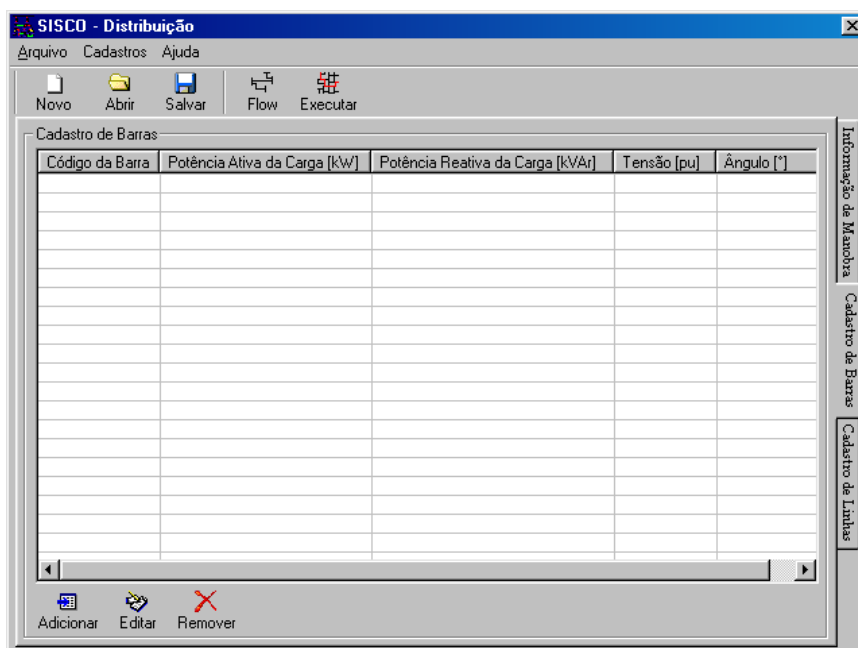 SISCO - Distribuição
Arquivo Cadastros Ajuda
Novo Abrir Salvar Flow Executar
Cadastro de Barras
Código da Barra Potência Ativa da Carga [kW] Potência Reativa da Carga [kVAr] Tensão [pu] Ângulo [°]
Adicionar Editar Remover
Informação de Manobra
Cadastro de Barras
Cadastro de Linhas